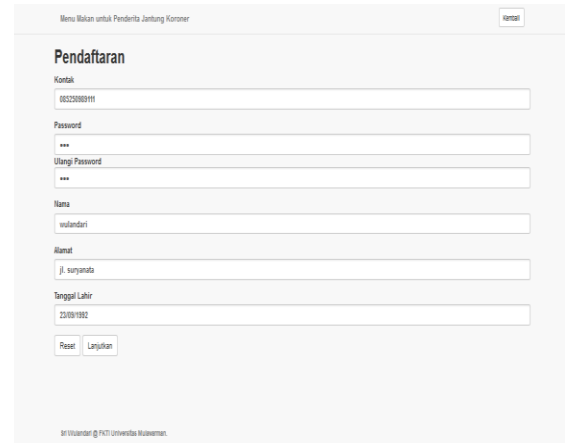 Menu Makan untuk Penderita Jantung Koroner
Kembali
Pendaftaran
Kontak
085250989111
Password
•••
Ulangi Password
•••
Nama
wulandari
Alamat
jl. suryanata
Tanggal Lahir
23/09/1992
Reset
Lanjutkan
Sri Wulandari @ FKTI Universitas Mulawarman.